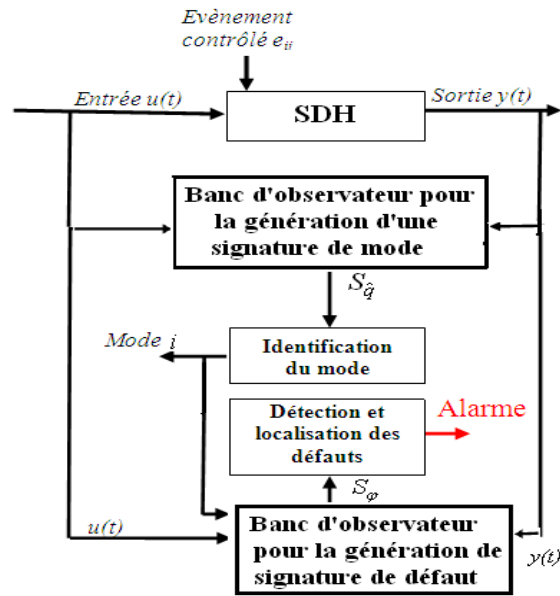 Evènement
contrôlé e_ii
Entrée u(t)
SDH
Sortie y(t)
Banc d'observateur pour
la génération d'une
signature de mode
S_q̂
Mode i
Identification
du mode
Détection et
localisation des
défauts
Alarme
S_φ
u(t)
Banc d'observateur
pour la génération de
signature de défaut
y(t)